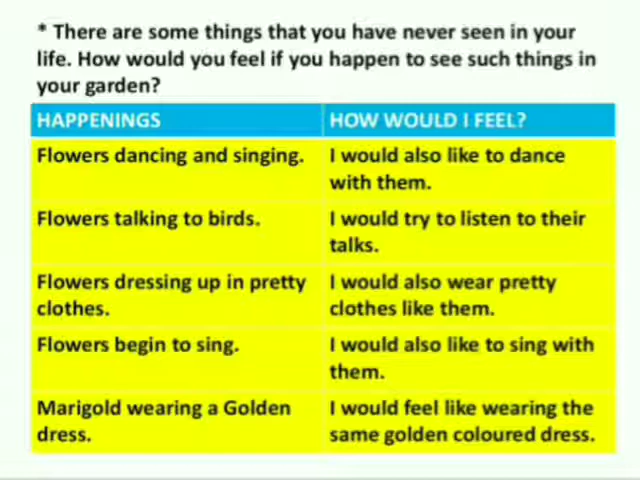 * There are some things that you have never seen in your
life. How would you feel if you happen to see such things in
your garden?
HAPPENINGS
HOW WOULD I FEEL?
Flowers dancing and singing.
I would also like to dance
with them.
Flowers talking to birds.
I would try to listen to their
talks.
Flowers dressing up in pretty
clothes.
I would also wear pretty
clothes like them.
Flowers begin to sing.
I would also like to sing with
them.
Marigold wearing a Golden
dress.
I would feel like wearing the
same golden coloured dress.